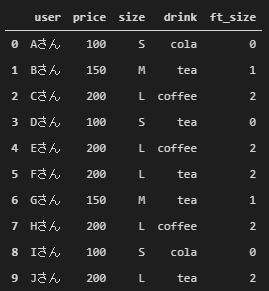 user price size drink ft_size
0 Aさん 100 S cola 0
1 Bさん 150 M tea 1
2 Cさん 200 L coffee 2
3 Dさん 100 S tea 0
4 Eさん 200 L coffee 2
5 Fさん 200 L tea 2
6 Gさん 150 M tea 1
7 Hさん 200 L coffee 2
8 Iさん 100 S cola 0
9 Jさん 200 L tea 2